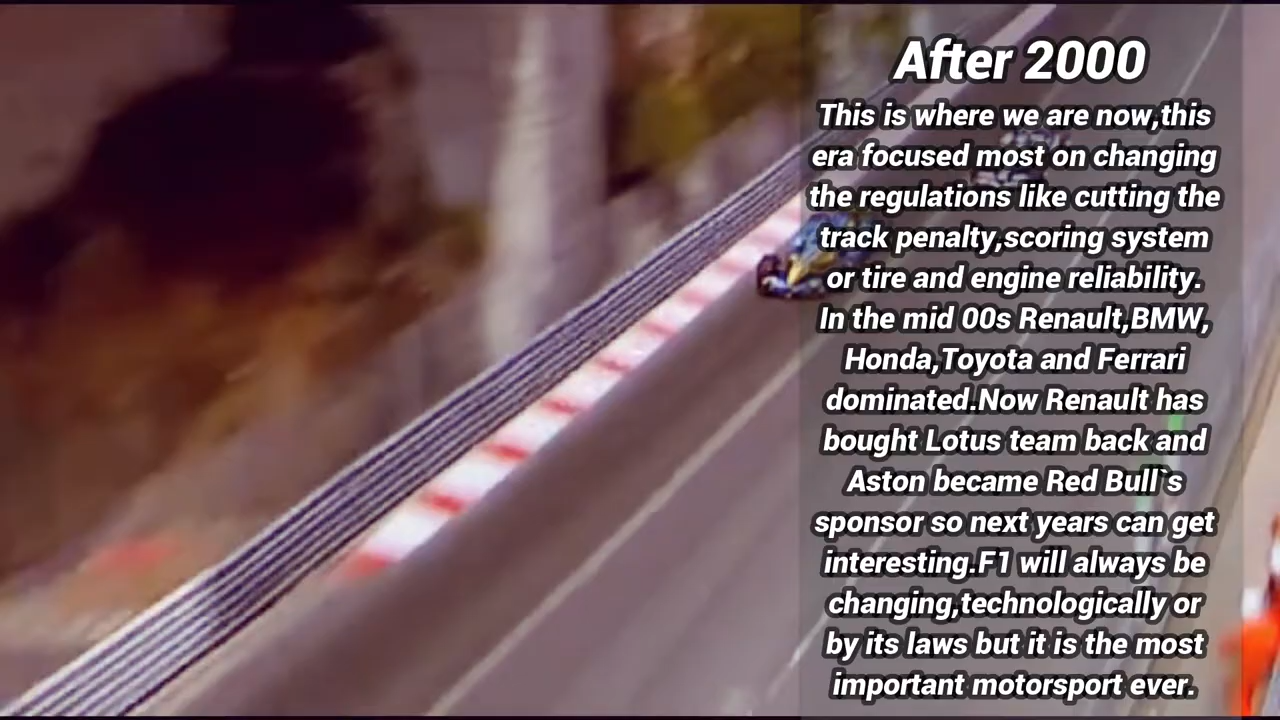 After 2000
This is where we are now,this
era focused most on changing
the regulations like cutting the
track penalty,scoring system
or tire and engine reliability.
In the mid 00s Renault,BMW,
Honda,Toyota and Ferrari
dominated.Now Renault has
bought Lotus team back and
Aston became Red Bull`s
sponsor so next years can get
interesting.F1 will always be
changing,technologically or
by its laws but it is the most
important motorsport ever.